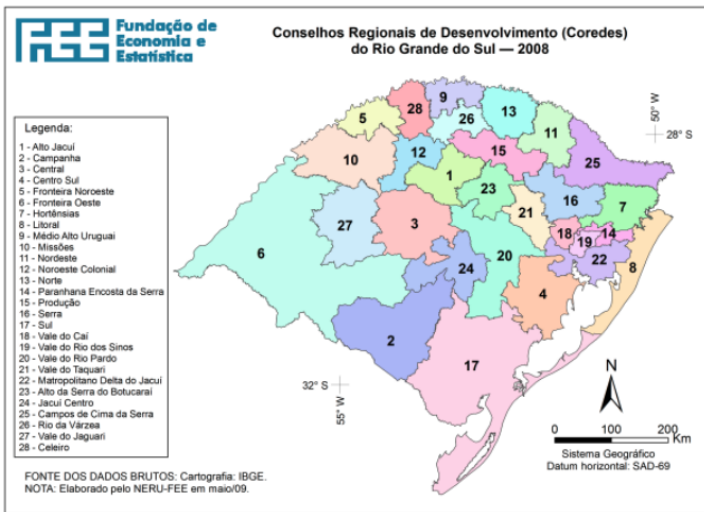 FEE
Fundação de
Economia e
Estatística
Conselhos Regionais de Desenvolvimento (Coredes)
do Rio Grande do Sul — 2008
Legenda:
1 - Alto Jacuí
2 - Campanha
3 - Central
4 - Centro Sul
5 - Fronteira Noroeste
6 - Fronteira Oeste
7 - Hortênsias
8 - Litoral
9 - Médio Alto Uruguai
10 - Missões
11 - Nordeste
12 - Noroeste Colonial
13 - Norte
14 - Paranhana Encosta da Serra
15 - Produção
16 - Serra
17 - Sul
18 - Vale do Caí
19 - Vale do Rio dos Sinos
20 - Vale do Rio Pardo
21 - Vale do Taquari
22 - Matropolitano Delta do Jacuí
23 - Alto da Serra do Botucaraí
24 - Jacuí Centro
25 - Campos de Cima da Serra
26 - Rio da Várzea
27 - Vale do Jaguari
28 - Celeiro
50° W
28° S
9
28
26
13
5
11
12
15
10
25
1
23
16
21
7
27
3
18
14
19
6
20
22
24
8
4
2
17
32° S
55° W
N
0 100 200
Km
Sistema Geográfico
Datum horizontal: SAD-69
FONTE DOS DADOS BRUTOS: Cartografia: IBGE.
NOTA: Elaborado pelo NERU-FEE em maio/09.